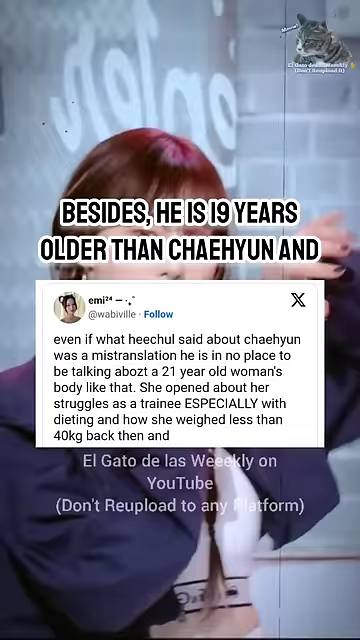 Meow!
El Gato de las Weeekly
(Don't Reupload It)
BESIDES, HE IS 19 YEARS
OLDER THAN CHAEHYUN AND
emi²⁴
@wabiville · Follow
X
even if what heechul said about chaehyun
was a mistranslation he is in no place to
be talking abozt a 21 year old woman's
body like that. She opened about her
struggles as a trainee ESPECIALLY with
dieting and how she weighed less than
40kg back then and
El Gato de las Weeekly on
YouTube
(Don't Reupload to any Platform)